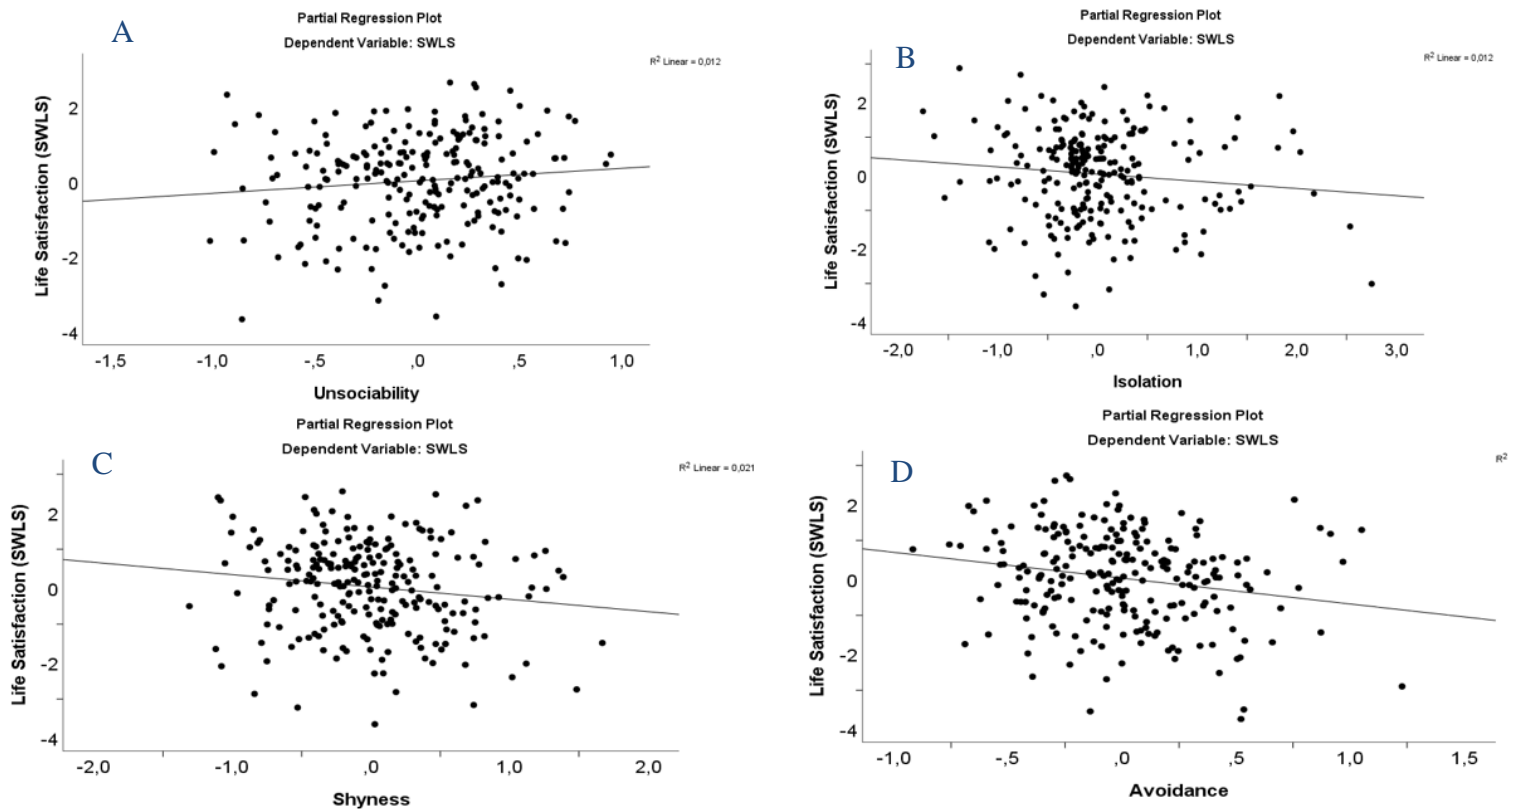 A
Partial Regression Plot
Dependent Variable: SWLS
R2 Linear = 0,012
Life Satisfaction (SWLS)
2
0
-2
-4
-1,5 -1,0 -,5 ,0 ,5 1,0
Unsociability
B
Partial Regression Plot
Dependent Variable: SWLS
R2 Linear = 0,012
Life Satisfaction (SWLS)
2
0
-2
-4
-2,0 -1,0 ,0 1,0 2,0 3,0
Isolation
C
Partial Regression Plot
Dependent Variable: SWLS
R2 Linear = 0,021
Life Satisfaction (SWLS)
2
0
-2
-4
-2,0 -1,0 ,0 1,0 2,0
Shyness
D
Partial Regression Plot
Dependent Variable: SWLS
R2
Life Satisfaction (SWLS)
2
0
-2
-4
-1,0 -,5 ,0 ,5 1,0 1,5
Avoidance